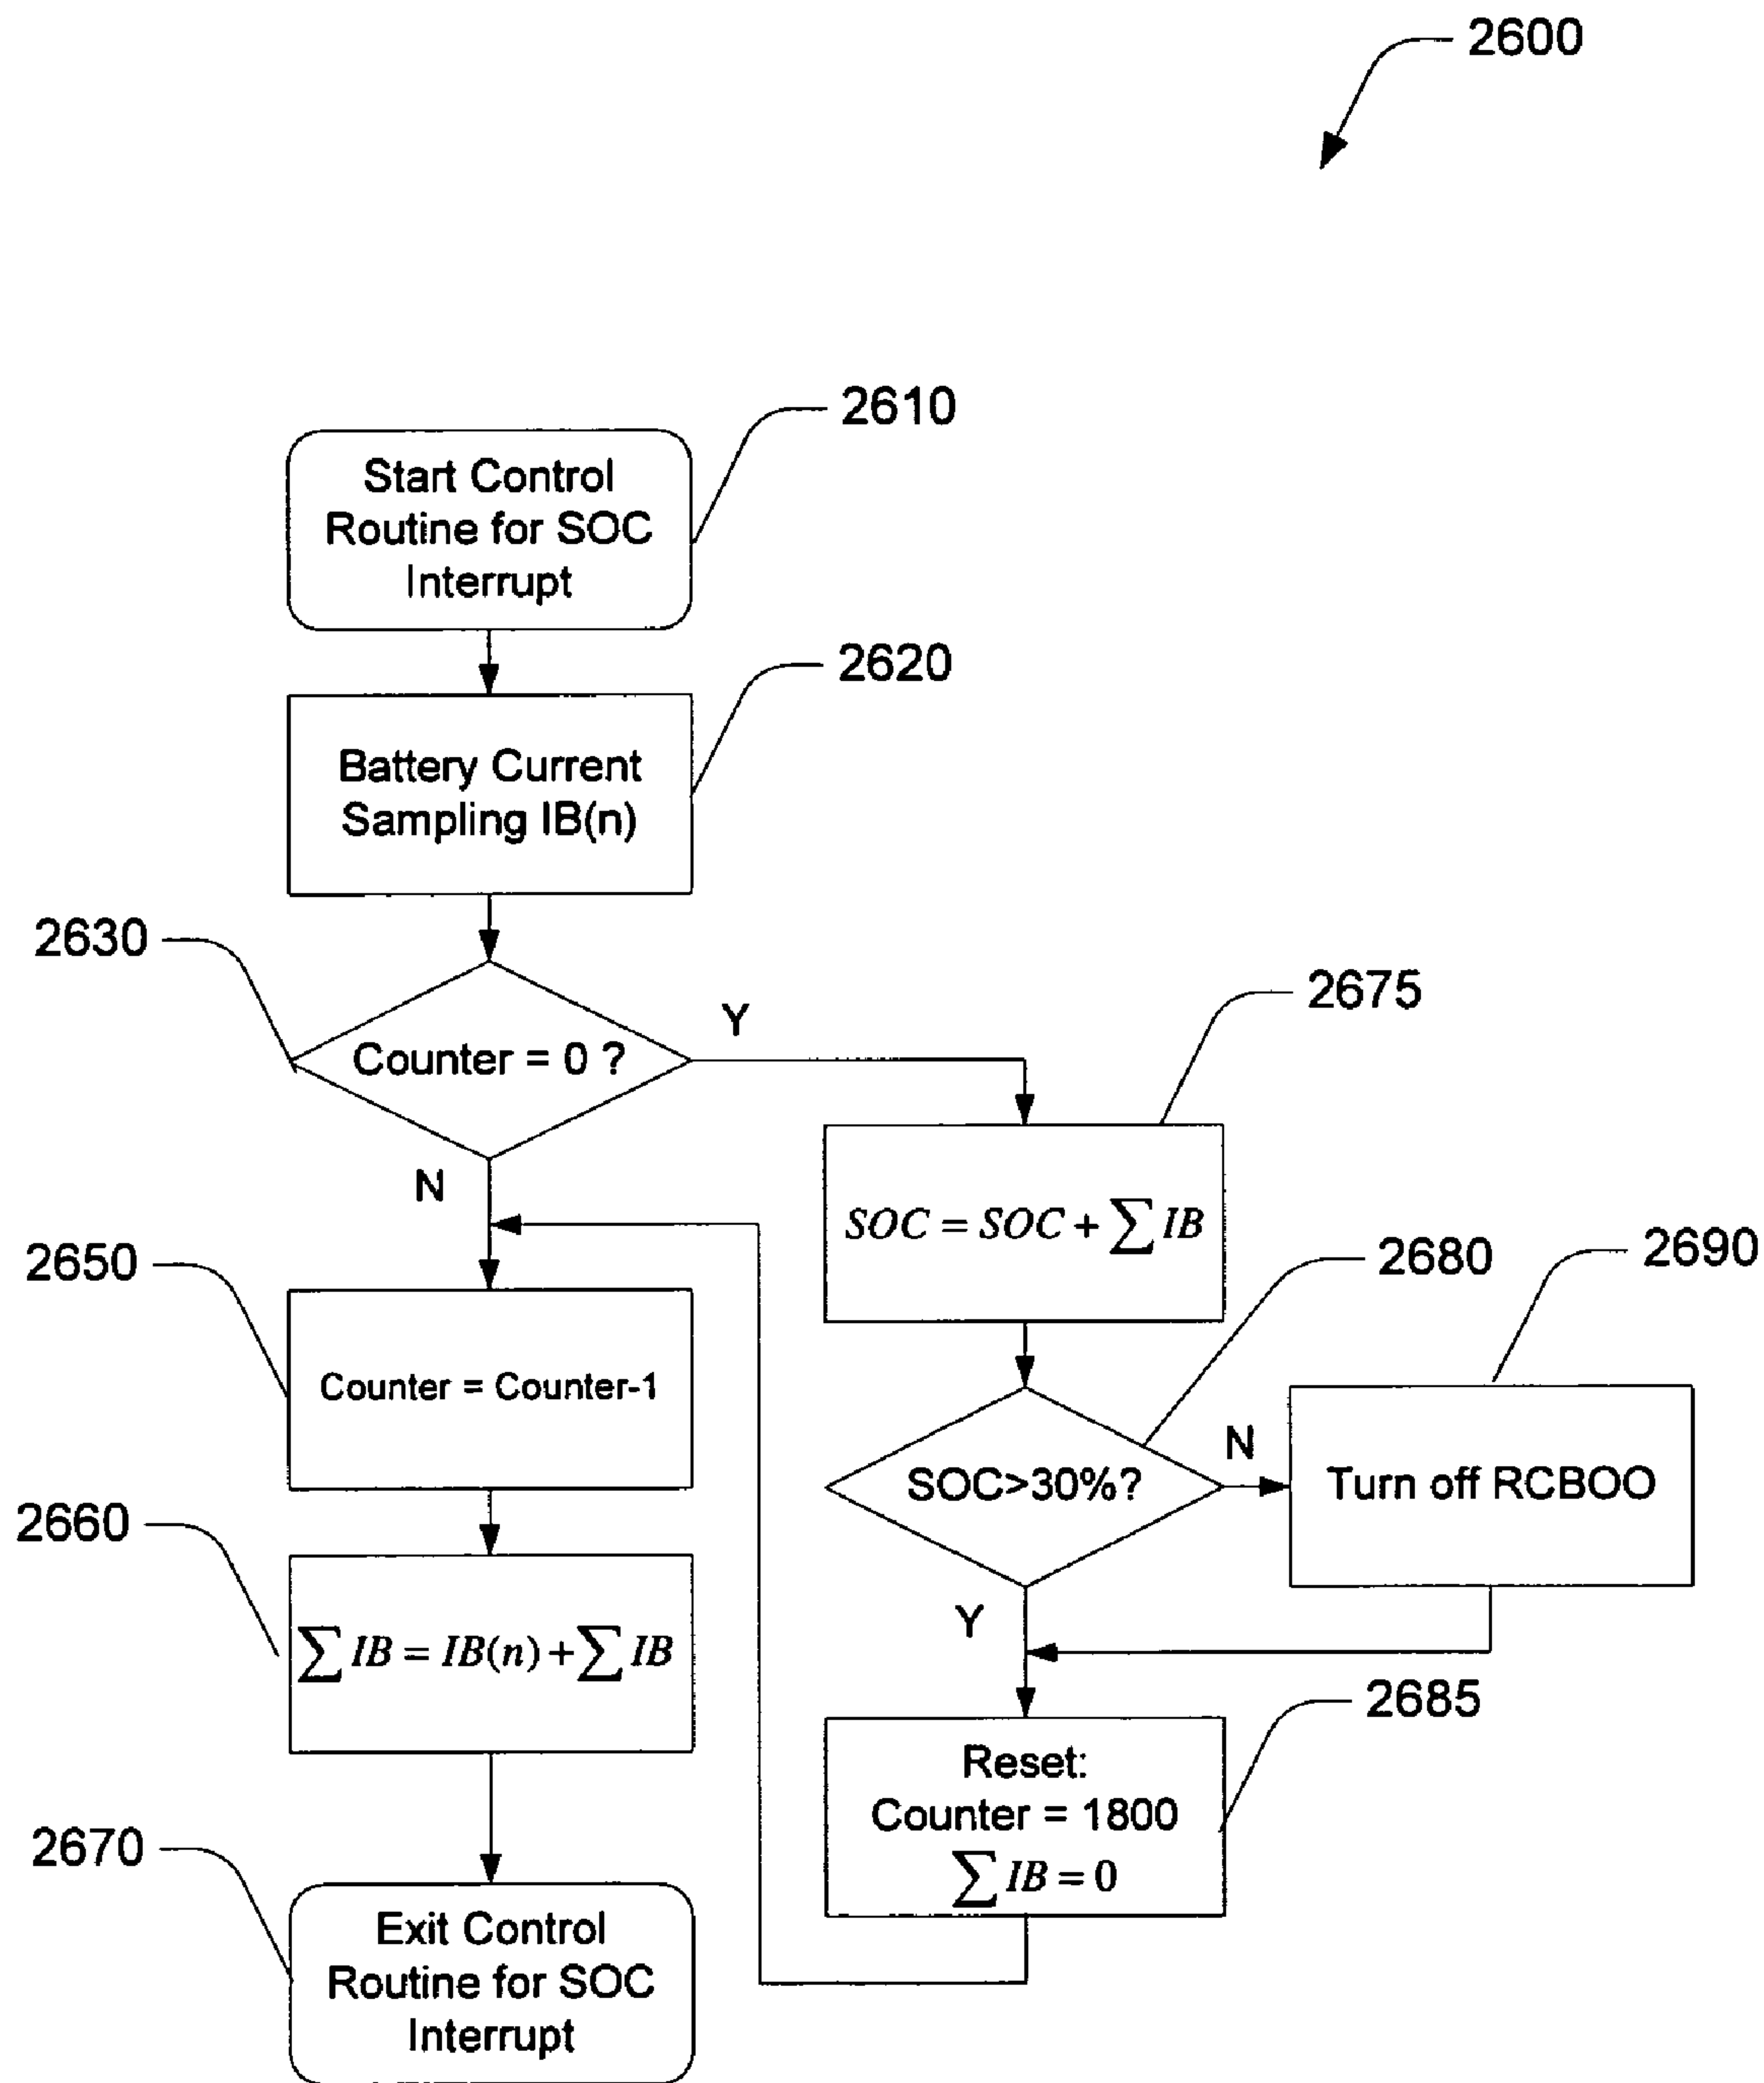 2600
2610
Start Control
Routine for SOC
Interrupt
2620
Battery Current
Sampling IB(n)
2630
Counter = 0 ?
Y
N
2675
SOC = SOC + ∑ IB
2650
Counter = Counter-1
2680
SOC>30%?
N
Y
2690
Turn off RCBOO
2660
∑ IB = IB(n) + ∑ IB
2685
Reset:
Counter = 1800
∑ IB = 0
2670
Exit Control
Routine for SOC
Interrupt